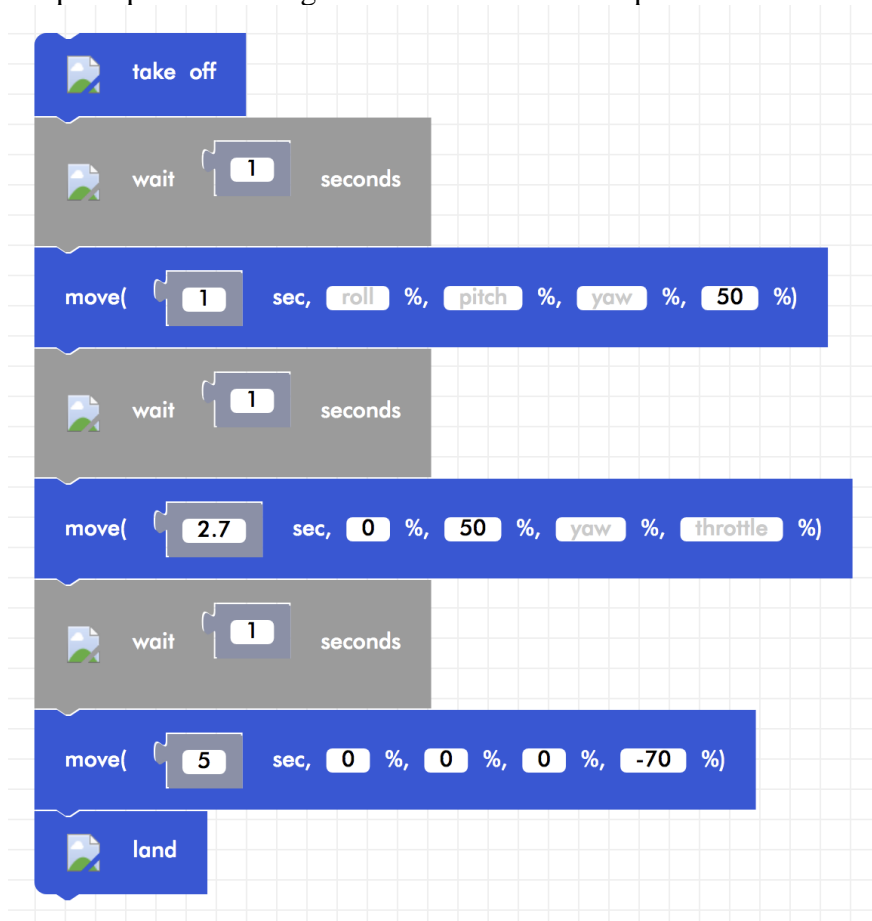 take off
wait 1 seconds
move( 1 sec, roll %, pitch %, yaw %, 50 %)
wait 1 seconds
move( 2.7 sec, 0 %, 50 %, yaw %, throttle %)
wait 1 seconds
move( 5 sec, 0 %, 0 %, 0 %, -70 %)
land